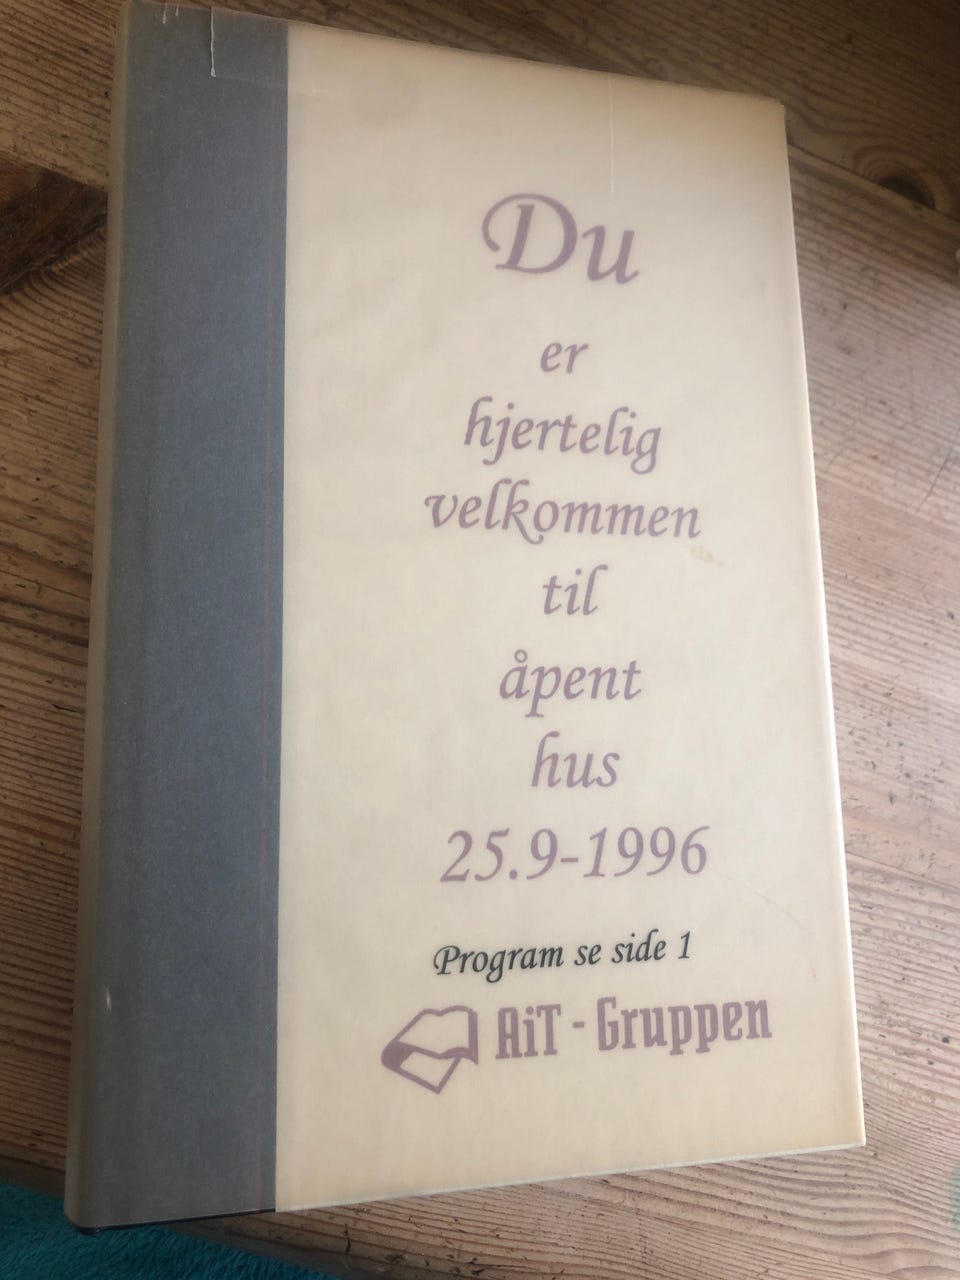 Du
er
hjertelig
velkommen
til
åpent
hus
25.9-1996
Program se side 1
AiT - Gruppen